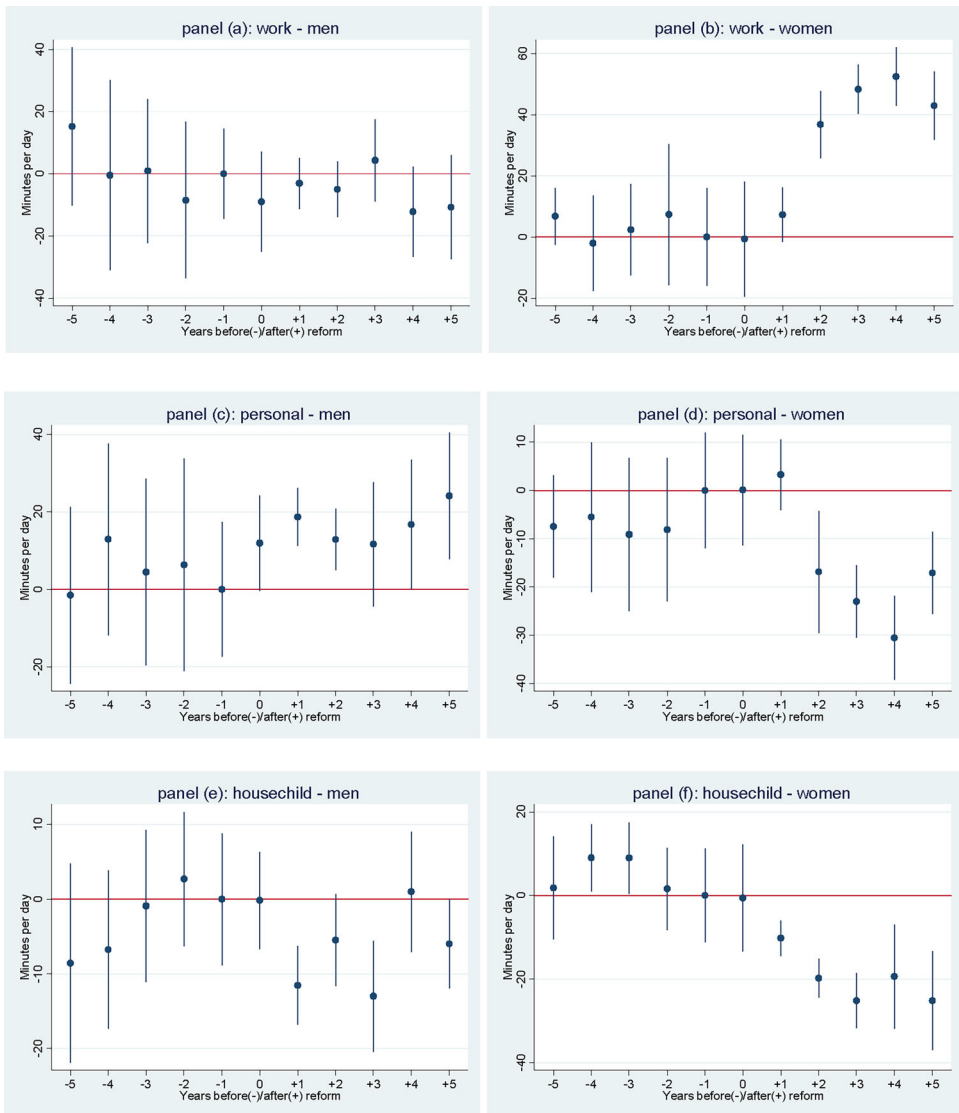 panel (a): work - men
40
20
0
-20
-40
Minutes per day
-5 -4 -3 -2 -1 0 +1 +2 +3 +4 +5
Years before(-)/after(+) reform
panel (b): work - women
60
40
20
0
-20
Minutes per day
-5 -4 -3 -2 -1 0 +1 +2 +3 +4 +5
Years before(-)/after(+) reform
panel (c): personal - men
40
20
0
-20
Minutes per day
-5 -4 -3 -2 -1 0 +1 +2 +3 +4 +5
Years before(-)/after(+) reform
panel (d): personal - women
10
0
-10
-20
-30
-40
Minutes per day
-5 -4 -3 -2 -1 0 +1 +2 +3 +4 +5
Years before(-)/after(+) reform
panel (e): housechild - men
10
0
-10
-20
Minutes per day
-5 -4 -3 -2 -1 0 +1 +2 +3 +4 +5
Years before(-)/after(+) reform
panel (f): housechild - women
20
0
-20
-40
Minutes per day
-5 -4 -3 -2 -1 0 +1 +2 +3 +4 +5
Years before(-)/after(+) reform